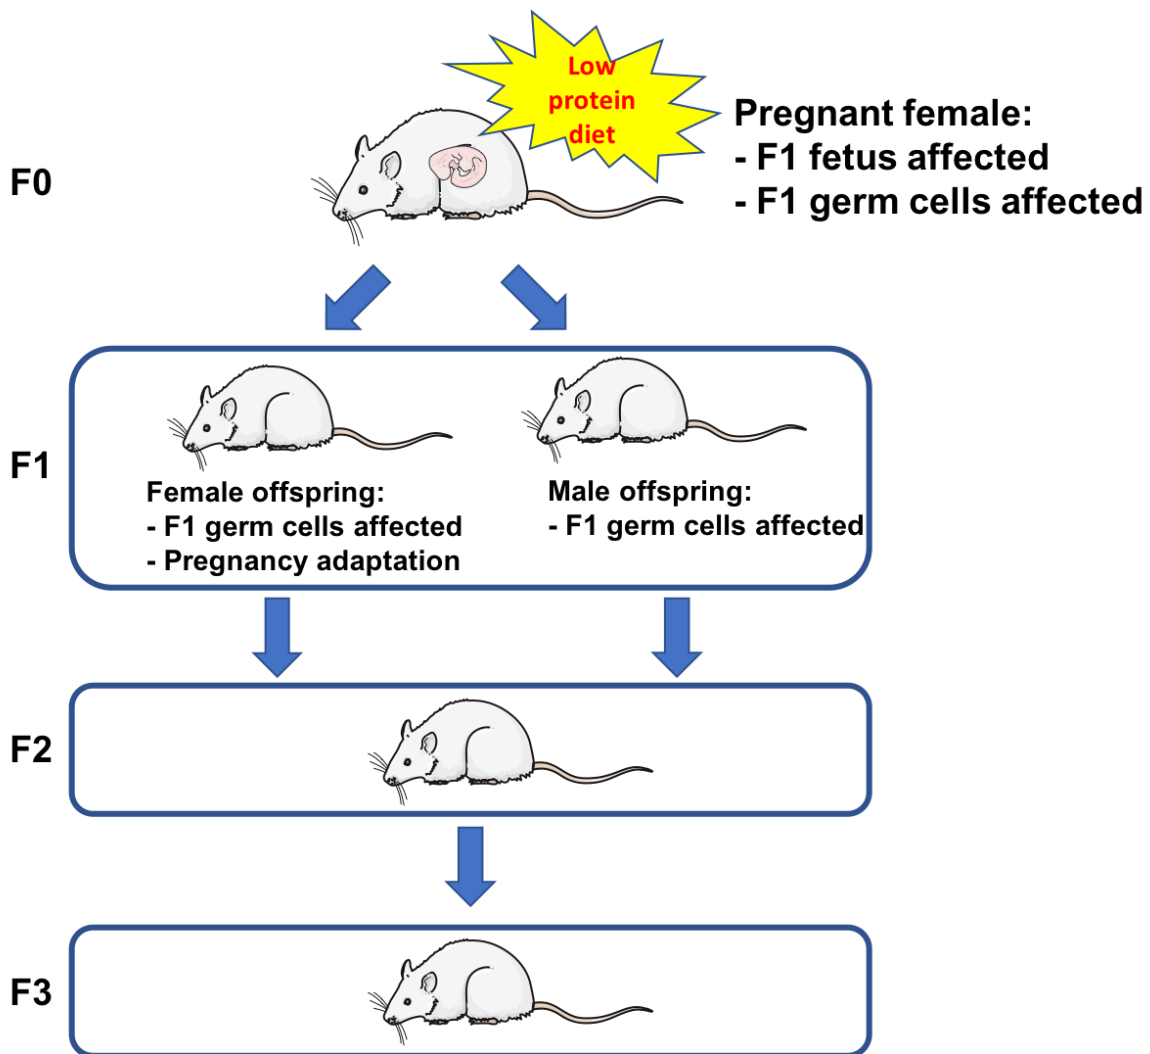 Low
protein
diet
Pregnant female:
- F1 fetus affected
- F1 germ cells affected
F0
F1
Female offspring:
- F1 germ cells affected
- Pregnancy adaptation
Male offspring:
- F1 germ cells affected
F2
F3